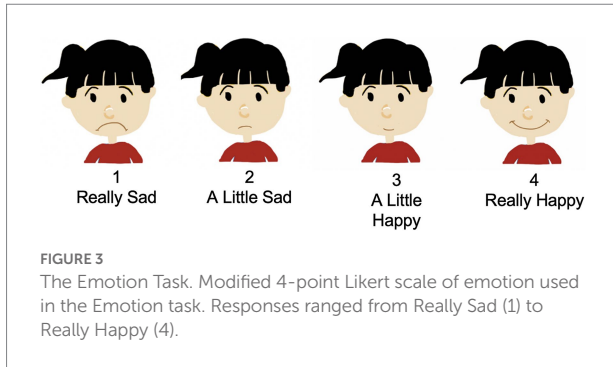 1
Really Sad
2
A Little Sad
3
A Little
Happy
4
Really Happy
FIGURE 3
The Emotion Task. Modified 4-point Likert scale of emotion used
in the Emotion task. Responses ranged from Really Sad (1) to
Really Happy (4).